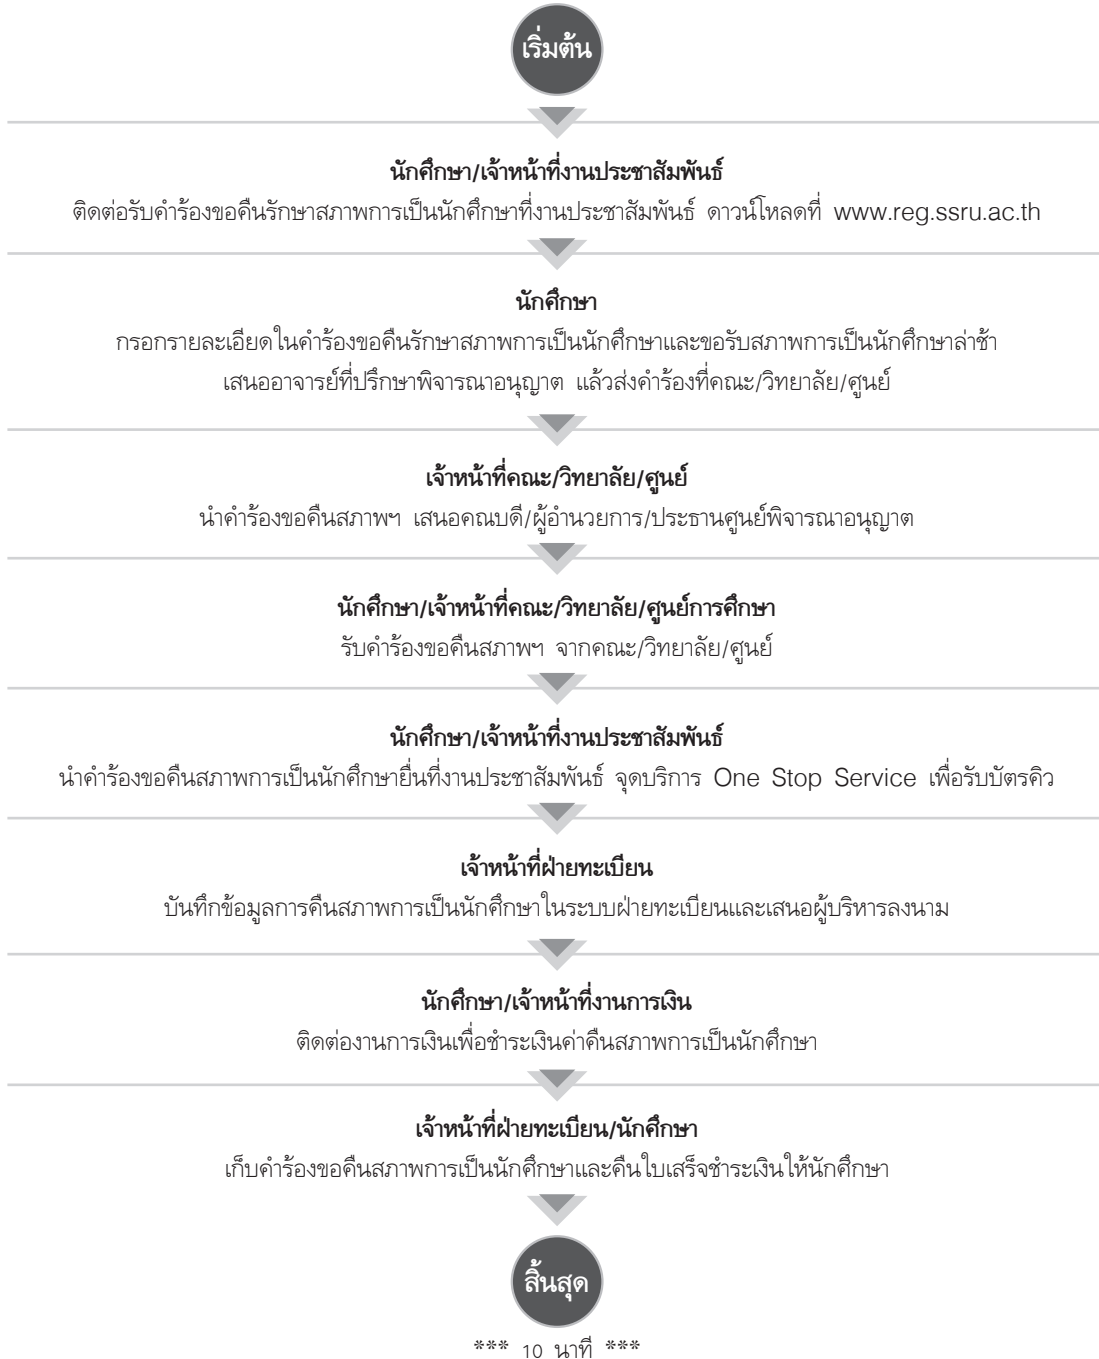 เริ่มต้น
นักศึกษา/เจ้าหน้าที่งานประชาสัมพันธ์
ติดต่อรับคำร้องขอคืนรักษาสภาพการเป็นนักศึกษาที่งานประชาสัมพันธ์ ดาวน์โหลดที่ www.reg.ssru.ac.th
นักศึกษา
กรอกรายละเอียดในคำร้องขอคืนรักษาสภาพการเป็นนักศึกษาและขอรับสภาพการเป็นนักศึกษาล่าช้า
เสนออาจารย์ที่ปรึกษาพิจารณาอนุญาต แล้วส่งคำร้องที่คณะ/วิทยาลัย/ศูนย์
เจ้าหน้าที่คณะ/วิทยาลัย/ศูนย์
นำคำร้องขอคืนสภาพฯ เสนอคณบดี/ผู้อำนวยการ/ประธานศูนย์พิจารณาอนุญาต
นักศึกษา/เจ้าหน้าที่คณะ/วิทยาลัย/ศูนย์การศึกษา
รับคำร้องขอคืนสภาพฯ จากคณะ/วิทยาลัย/ศูนย์
นักศึกษา/เจ้าหน้าที่งานประชาสัมพันธ์
นำคำร้องขอคืนสภาพการเป็นนักศึกษายื่นที่งานประชาสัมพันธ์ จุดบริการ One Stop Service เพื่อรับบัตรคิว
เจ้าหน้าที่ฝ่ายทะเบียน
บันทึกข้อมูลการคืนสภาพการเป็นนักศึกษาในระบบฝ่ายทะเบียนและเสนอผู้บริหารลงนาม
นักศึกษา/เจ้าหน้าที่งานการเงิน
ติดต่องานการเงินเพื่อชำระเงินค่าคืนสภาพการเป็นนักศึกษา
เจ้าหน้าที่ฝ่ายทะเบียน/นักศึกษา
เก็บคำร้องขอคืนสภาพการเป็นนักศึกษาและคืนใบเสร็จชำระเงินให้นักศึกษา
สิ้นสุด
*** 10 นาที ***